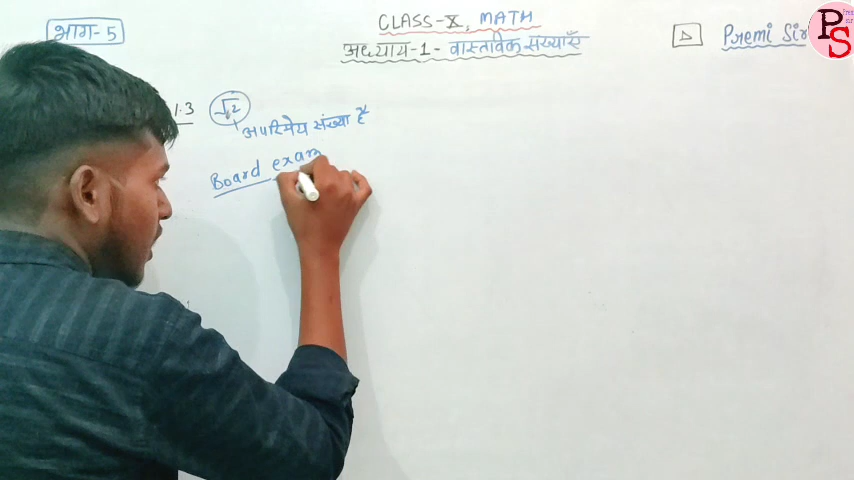 भाग-5
CLASS-X, MATH
अध्याय-1- वास्तविक संख्याएँ
Premi Sir
PS
1.3
√2
अपरिमेय संख्या है
Board exam